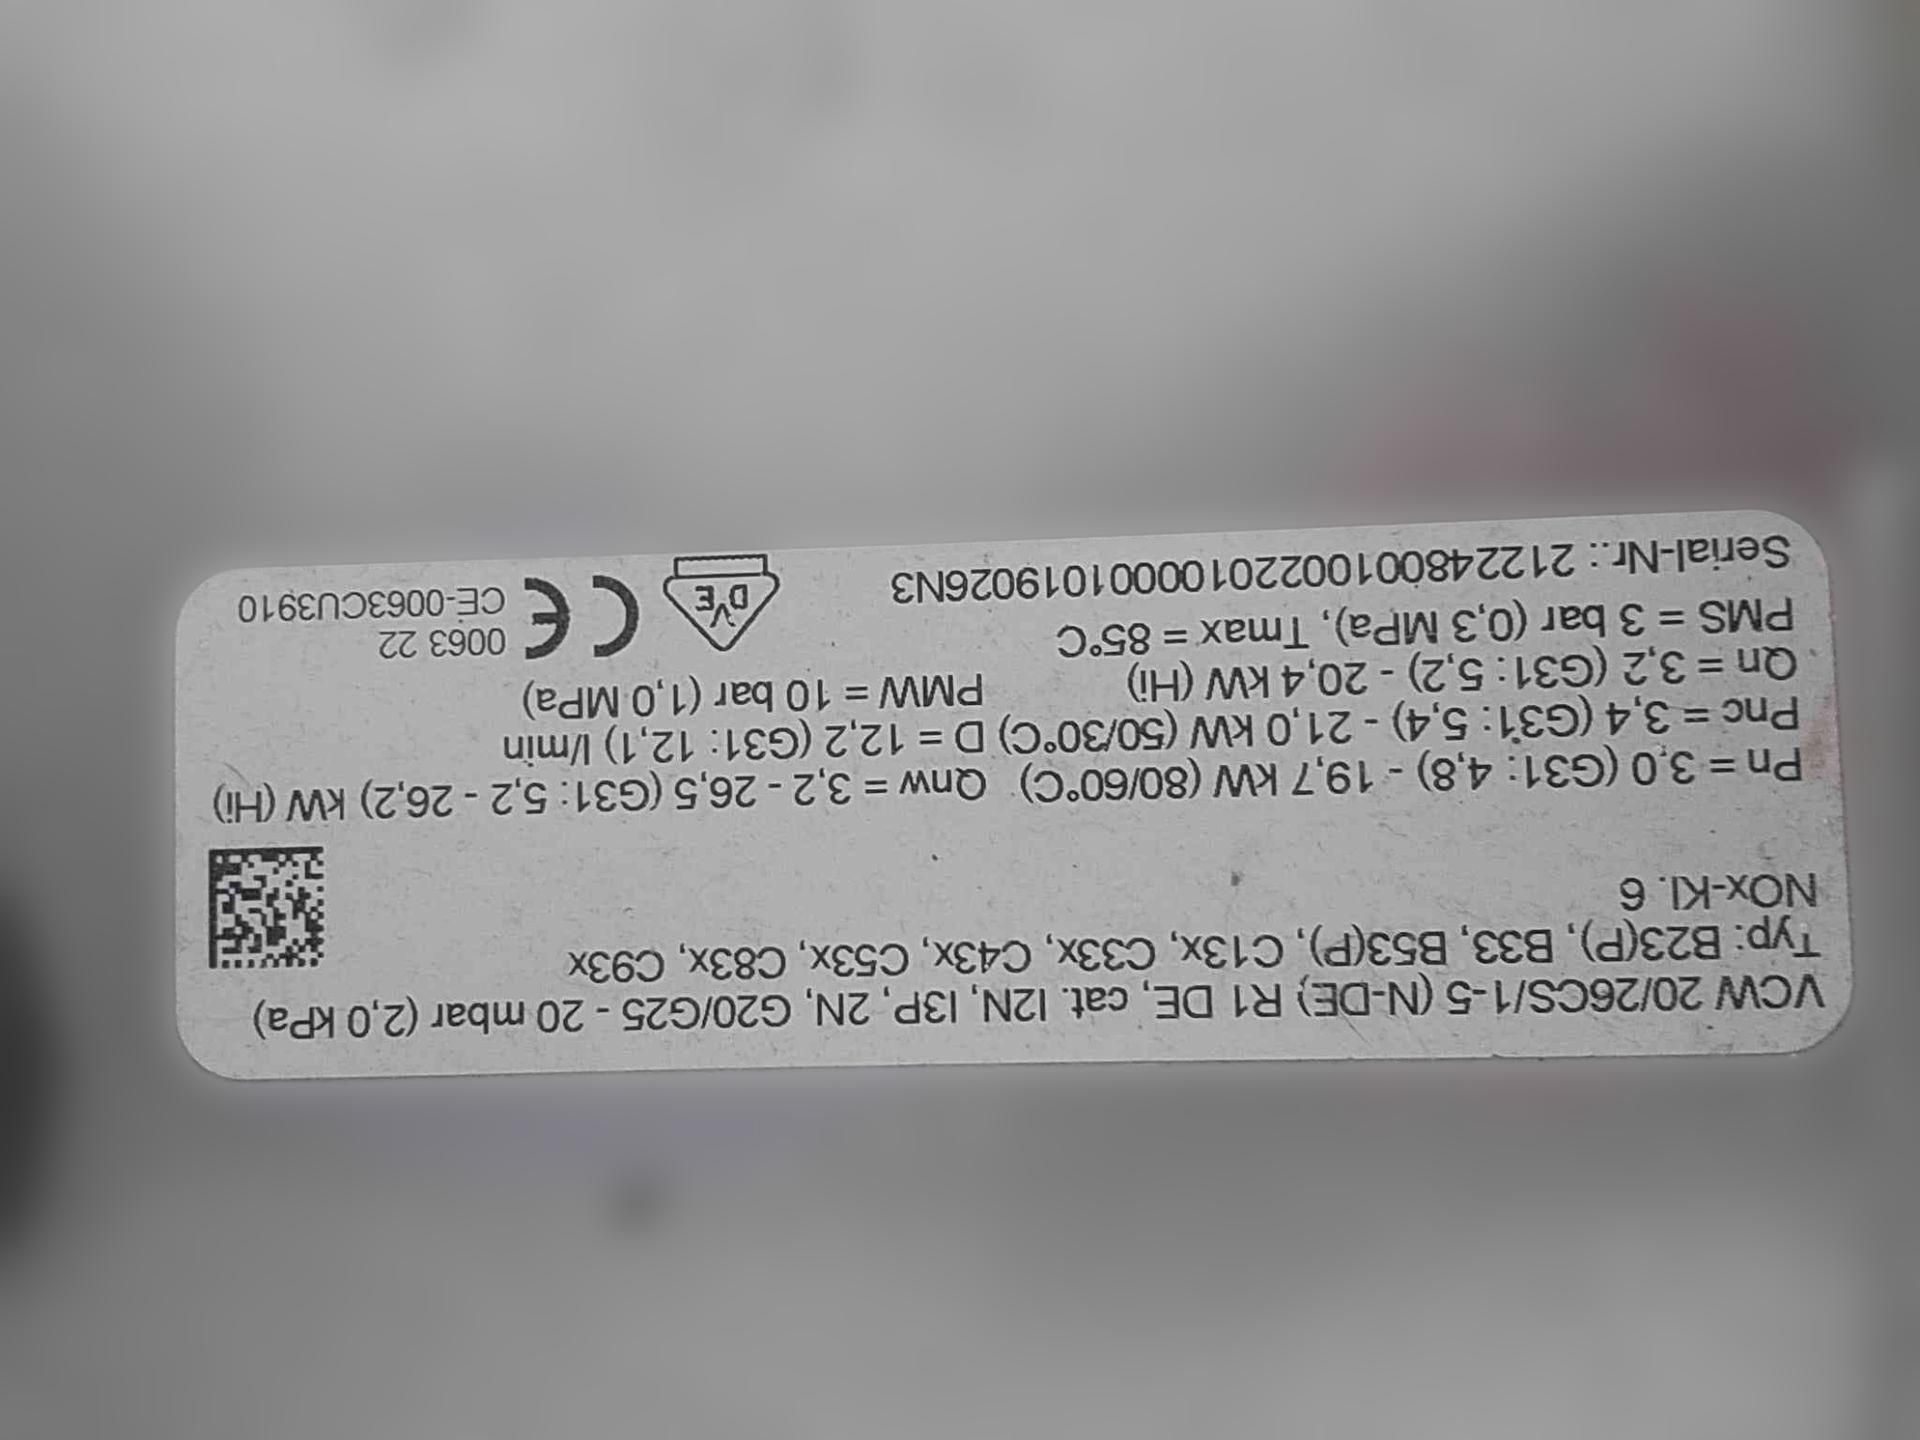 VCW 20/26CS/1-5 (N-DE) R1 DE, cat. I2N, I3P, 2N, G20/G25 - 20 mbar (2,0 kPa)
Typ: B23(P), B33, B53(P), C13x, C33x, C43x, C53x, C83x, C93x
NOx-Kl. 6
Pn = 3,0 (G31: 4,8) - 19,7 kW (80/60°C) Qnw = 3,2 - 26,5 (G31: 5,2 - 26,2) kW (Hi)
Pnc = 3,4 (G31: 5,4) - 21,0 kW (50/30°C) D = 12,2 (G31: 12,1) l/min
Qn = 3,2 (G31: 5,2) - 20,4 kW (Hi) PMW = 10 bar (1,0 MPa)
PMS = 3 bar (0,3 MPa), Tmax = 85°C
Serial-Nr.: 2122480010022010000101 9026N3
DVE
CE
0063 22
CE-0063CU3910